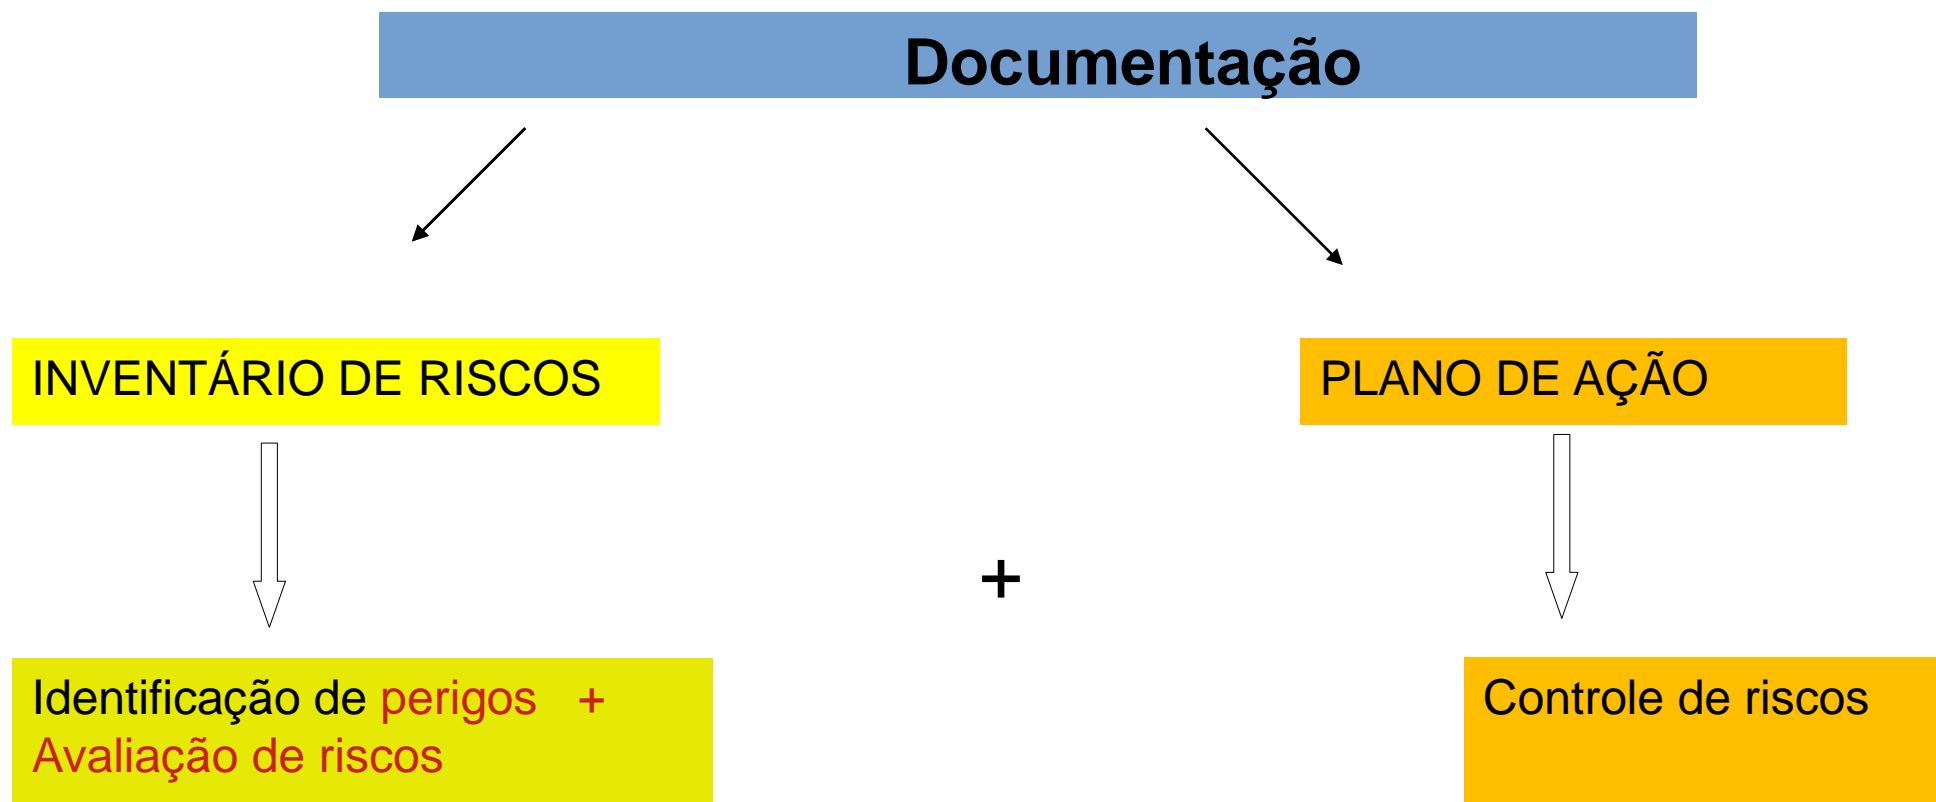 Documentação
INVENTÁRIO DE RISCOS
PLANO DE AÇÃO
+
Identificação de perigos +
Avaliação de riscos
Controle de riscos